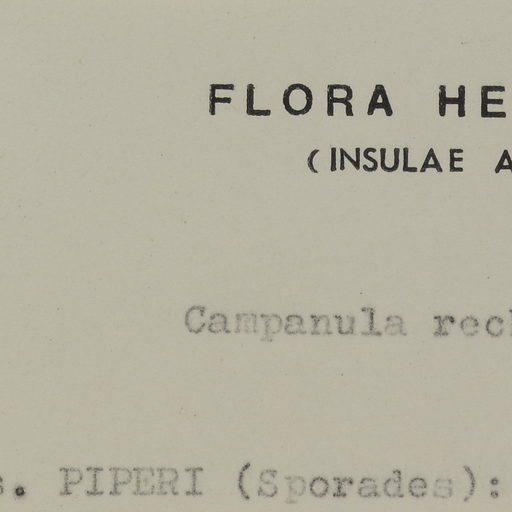 FLORA HE
(INSULAE A
Campanula rec
s. PIPERI (Sporades):